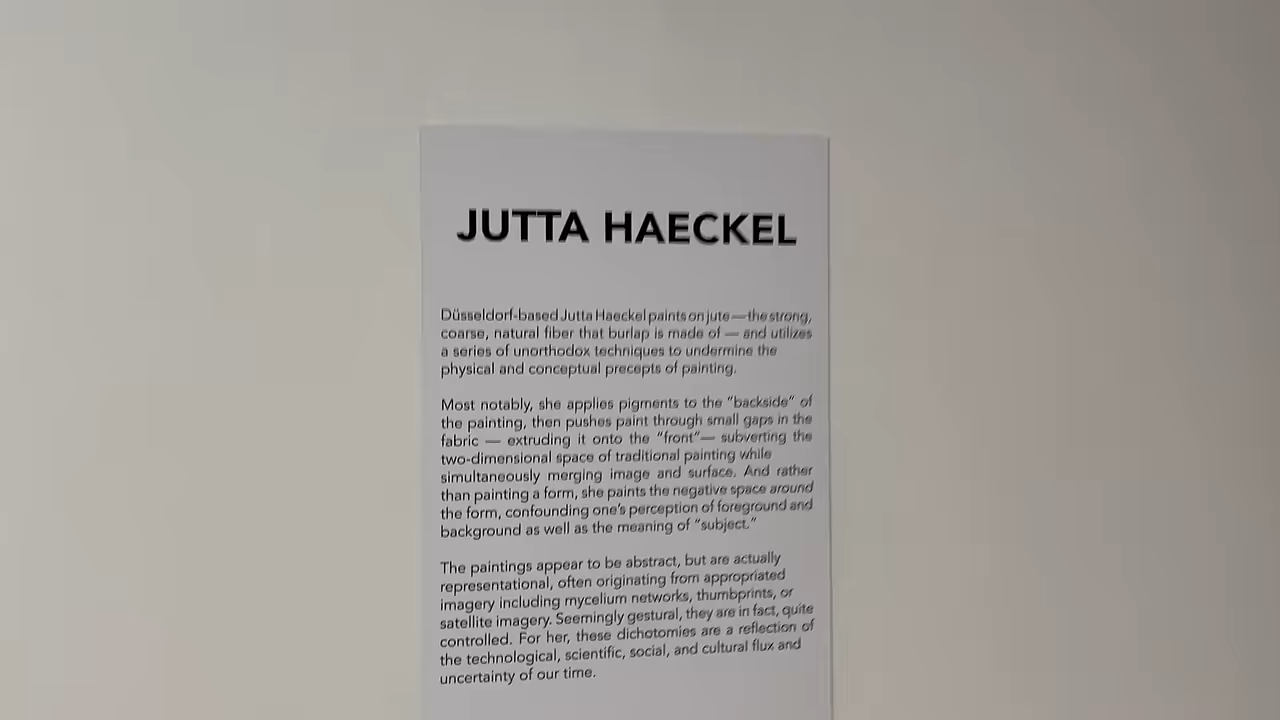 JUTTA HAECKEL
Düsseldorf-based Jutta Haeckel paints on jute —the strong,
coarse, natural fiber that burlap is made of — and utilizes
a series of unorthodox techniques to undermine the
physical and conceptual precepts of painting.
Most notably, she applies pigments to the “backside” of
the painting, then pushes paint through small gaps in the
fabric — extruding it onto the “front”— subverting the
two-dimensional space of traditional painting while
simultaneously merging image and surface. And rather
than painting a form, she paints the negative space around
the form, confounding one’s perception of foreground and
background as well as the meaning of “subject.”
The paintings appear to be abstract, but are actually
representational, often originating from appropriated
imagery including mycelium networks, thumbprints, or
satellite imagery. Seemingly gestural, they are in fact, quite
controlled. For her, these dichotomies are a reflection of
the technological, scientific, social, and cultural flux and
uncertainty of our time.